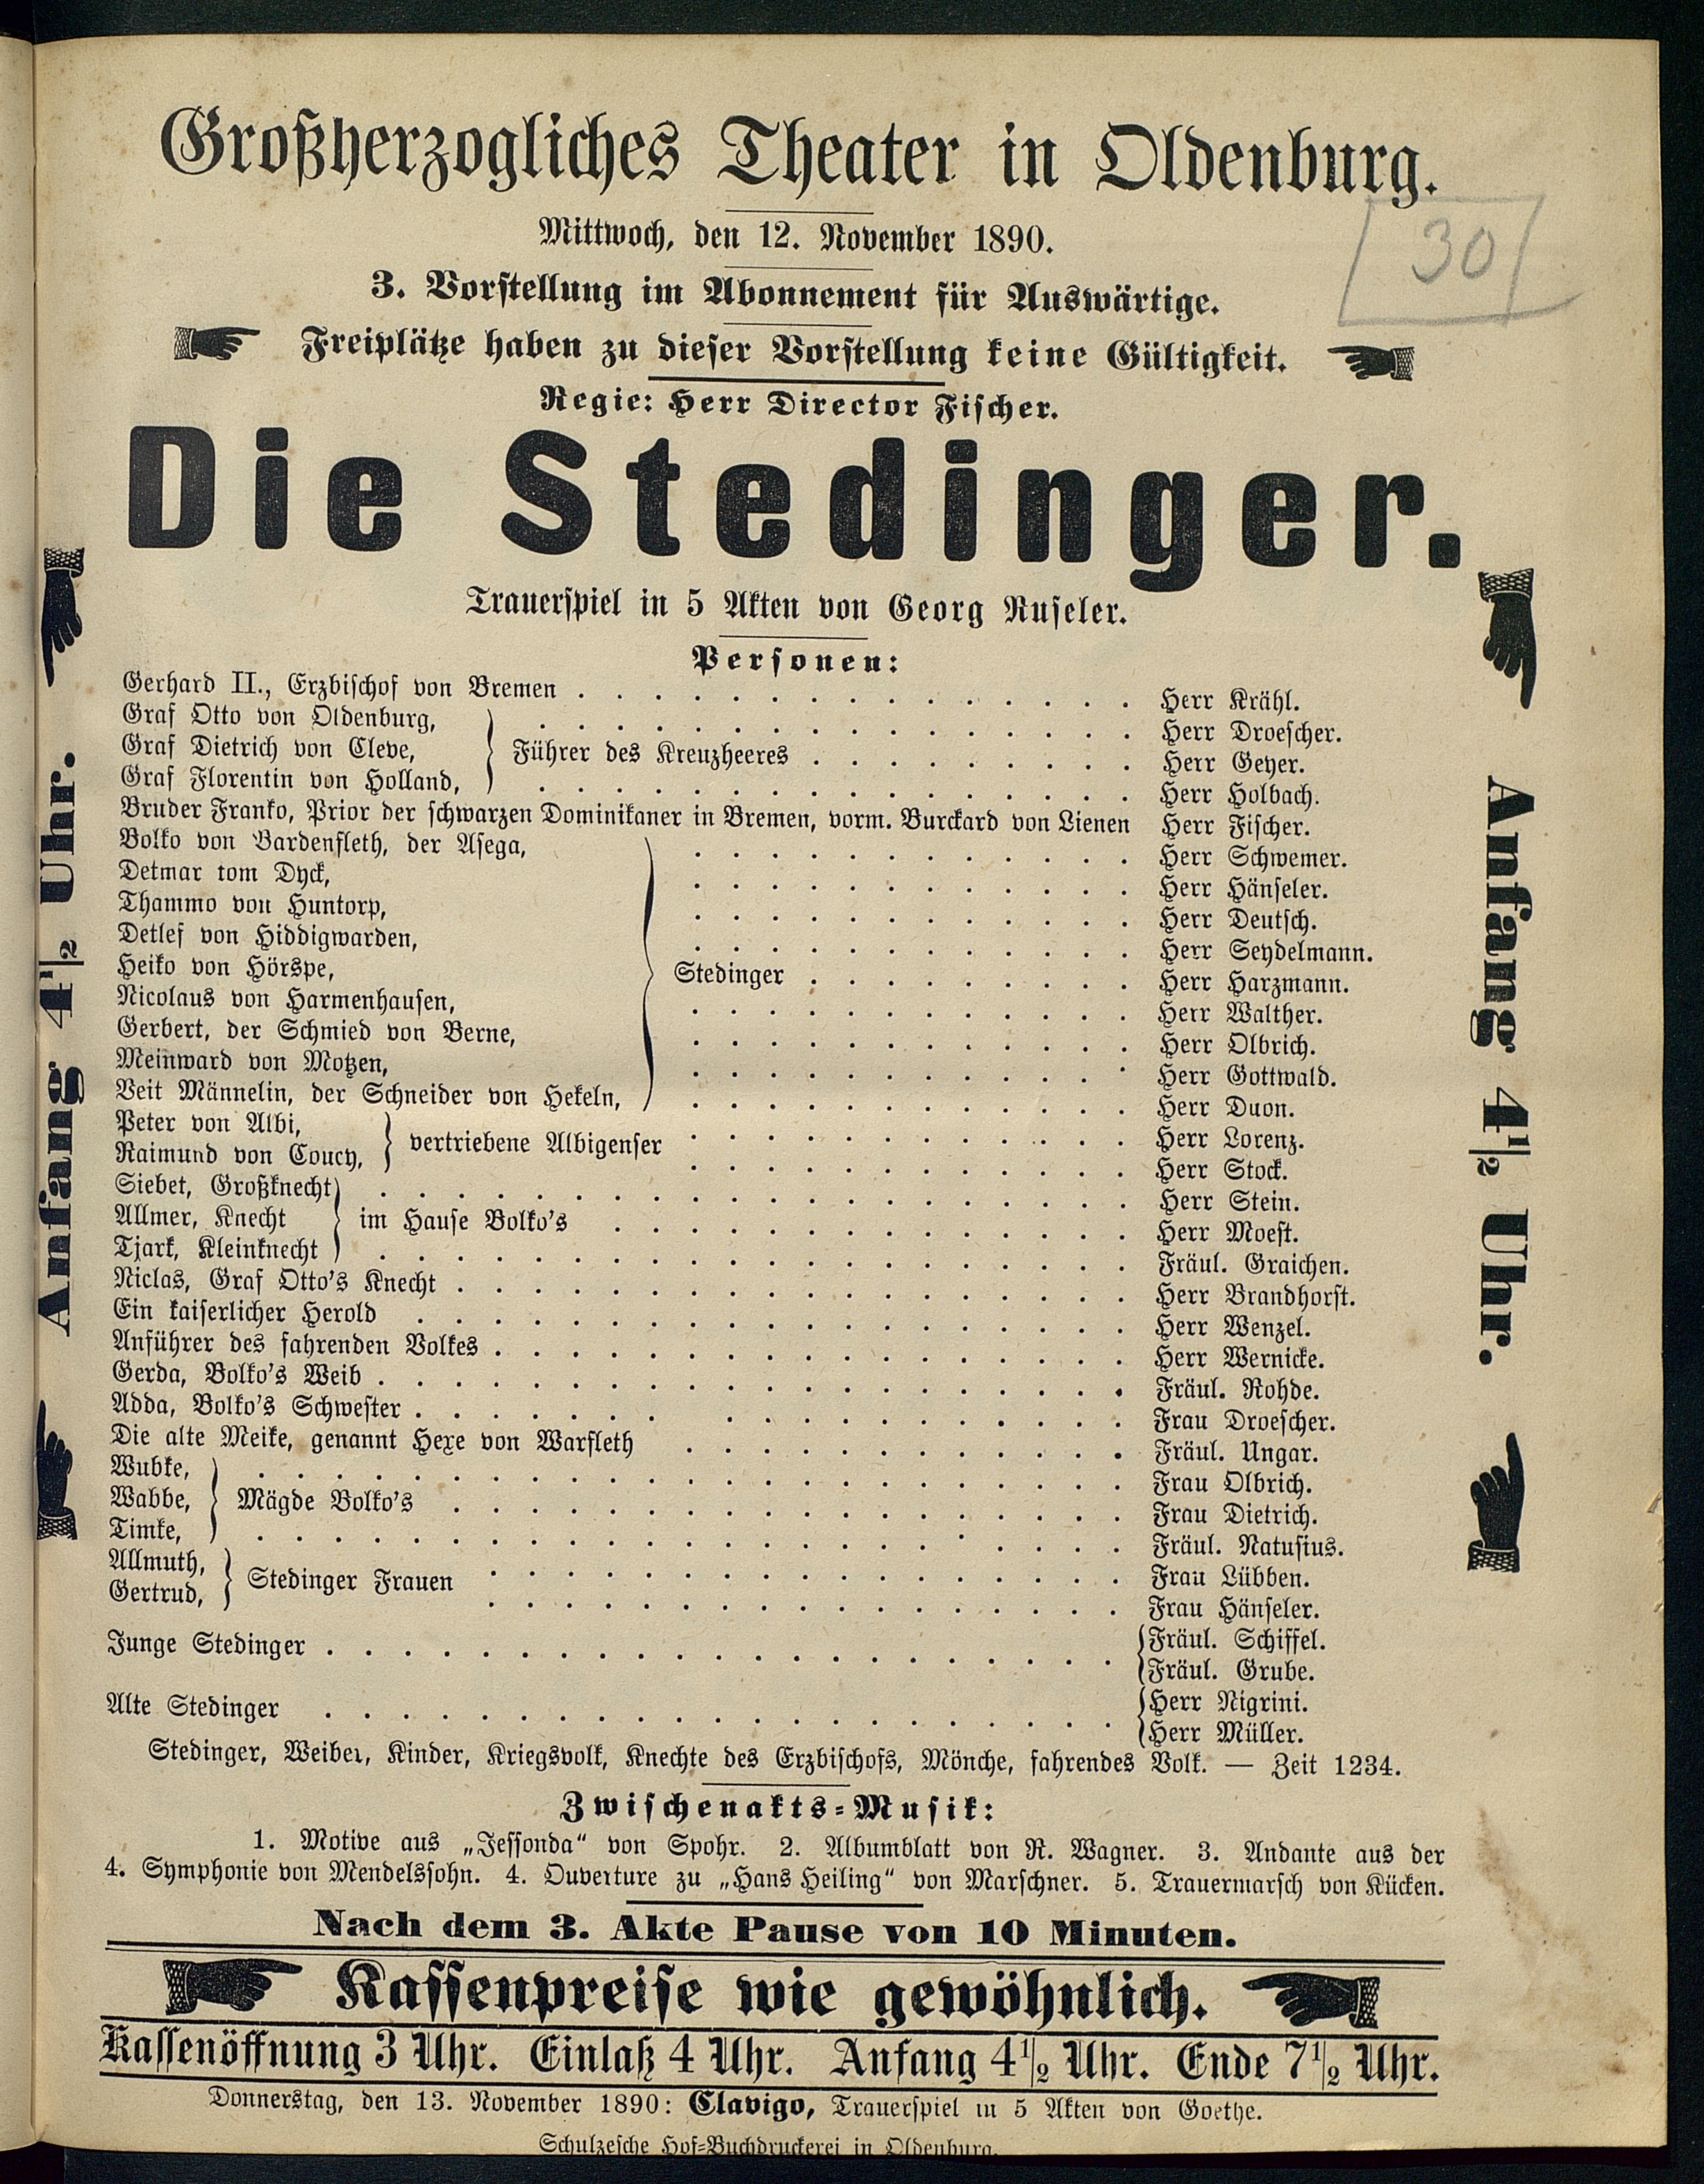 Großherzogliches Theater in Oldenburg.
Mittwoch, den 12. November 1890.
30
3. Vorstellung im Abonnement für Auswärtige.
Freiplätze haben zu dieser Vorstellung keine Gültigkeit.
Regie: Herr Director Fischer.
Die Stedinger.
Trauerspiel in 5 Akten von Georg Ruseler.
Personen:
Gerhard II., Erzbischof von Bremen . . . . . . Herr Krähl.
Graf Otto von Oldenburg, . . . . . . Herr Droescher.
Graf Dietrich von Cleve, } Führer des Kreuzheeres . . . . . . Herr Geyer.
Graf Florentin von Holland, . . . . . . Herr Holbach.
Bruder Franko, Prior der schwarzen Dominikaner in Bremen, vorm. Burckard von Lienen Herr Fischer.
Bolko von Bardenfleth, der Asega, . . . . . . Herr Schwemer.
Detmar tom Dyck, . . . . . . Herr Hänseler.
Thammo von Huntorp, . . . . . . Herr Deutsch.
Detlef von Hiddigwarden, . . . . . . Herr Seydelmann.
Heiko von Hörspe, } Stedinger . . . . . . Herr Harzmann.
Nicolaus von Harmenhausen, . . . . . . Herr Walther.
Gerbert, der Schmied von Berne, . . . . . . Herr Olbrich.
Meinward von Motzen, . . . . . . Herr Gottwald.
Veit Männelin, der Schneider von Hekeln, . . . . . . Herr Duon.
Peter von Albi, } vertriebene Albigenser . . . . . . Herr Lorenz.
Raimund von Coucy, . . . . . . Herr Stock.
Siebet, Großknecht . . . . . . Herr Stein.
Allmer, Knecht } im Hause Bolko's . . . . . . Herr Moest.
Tjark, Kleinknecht . . . . . . Fräul. Graichen.
Niclas, Graf Otto's Knecht . . . . . . Herr Brandhorst.
Ein kaiserlicher Herold . . . . . . Herr Wenzel.
Anführer des fahrenden Volkes . . . . . . Herr Wernicke.
Gerda, Bolko's Weib . . . . . . Fräul. Rohde.
Adda, Bolko's Schwester . . . . . . Frau Droescher.
Die alte Meike, genannt Hexe von Warfleth . . . . . . Fräul. Ungar.
Wubke, . . . . . . Frau Olbrich.
Wabbe, } Mägde Bolko's . . . . . . Frau Dietrich.
Timke, . . . . . . Fräul. Natusius.
Allmuth, } Stedinger Frauen . . . . . . Frau Lübben.
Gertrud, . . . . . . Frau Hänseler.
Junge Stedinger . . . . . . { Fräul. Schiffel.
Fräul. Grube.
Alte Stedinger . . . . . . { Herr Nigrini.
Herr Müller.
Stedinger, Weiber, Kinder, Kriegsvolk, Knechte des Erzbischofs, Mönche, fahrendes Volk. — Zeit 1234.
Zwischenakts-Musik:
1. Motive aus „Jessonda“ von Spohr. 2. Albumblatt von R. Wagner. 3. Andante aus der
4. Symphonie von Mendelssohn. 4. Ouverture zu „Hans Heiling“ von Marschner. 5. Trauermarsch von Kücken.
Nach dem 3. Akte Pause von 10 Minuten.
Kassenpreise wie gewöhnlich.
Kassenöffnung 3 Uhr. Einlaß 4 Uhr. Anfang 4 1/2 Uhr. Ende 7 1/2 Uhr.
Donnerstag, den 13. November 1890: Clavigo, Trauerspiel in 5 Akten von Goethe.
Schulzesche Hof-Buchdruckerei in Oldenburg.
Anfang 4 1/2 Uhr.
Anfang 4 1/2 Uhr.